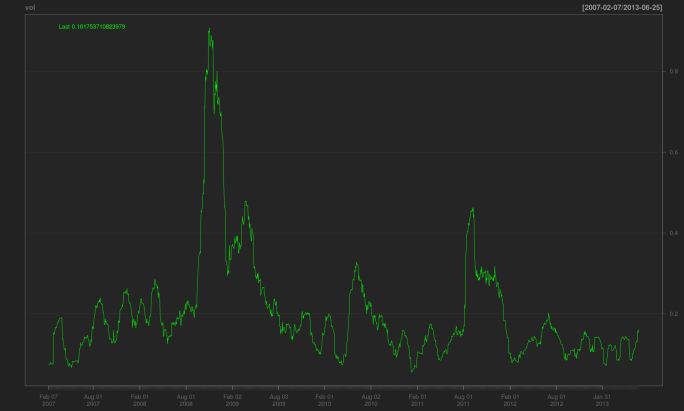 vol
[2007-02-07/2013-06-25]
Last 0.161753710823979
0.8
0.6
0.4
0.2
Feb 07 Aug 01 Feb 01 Aug 01 Feb 02 Aug 03 Feb 01 Aug 02 Feb 01 Aug 01 Feb 01 Aug 01 Jan 31
2007 2007 2008 2008 2009 2009 2010 2010 2011 2011 2012 2012 2013